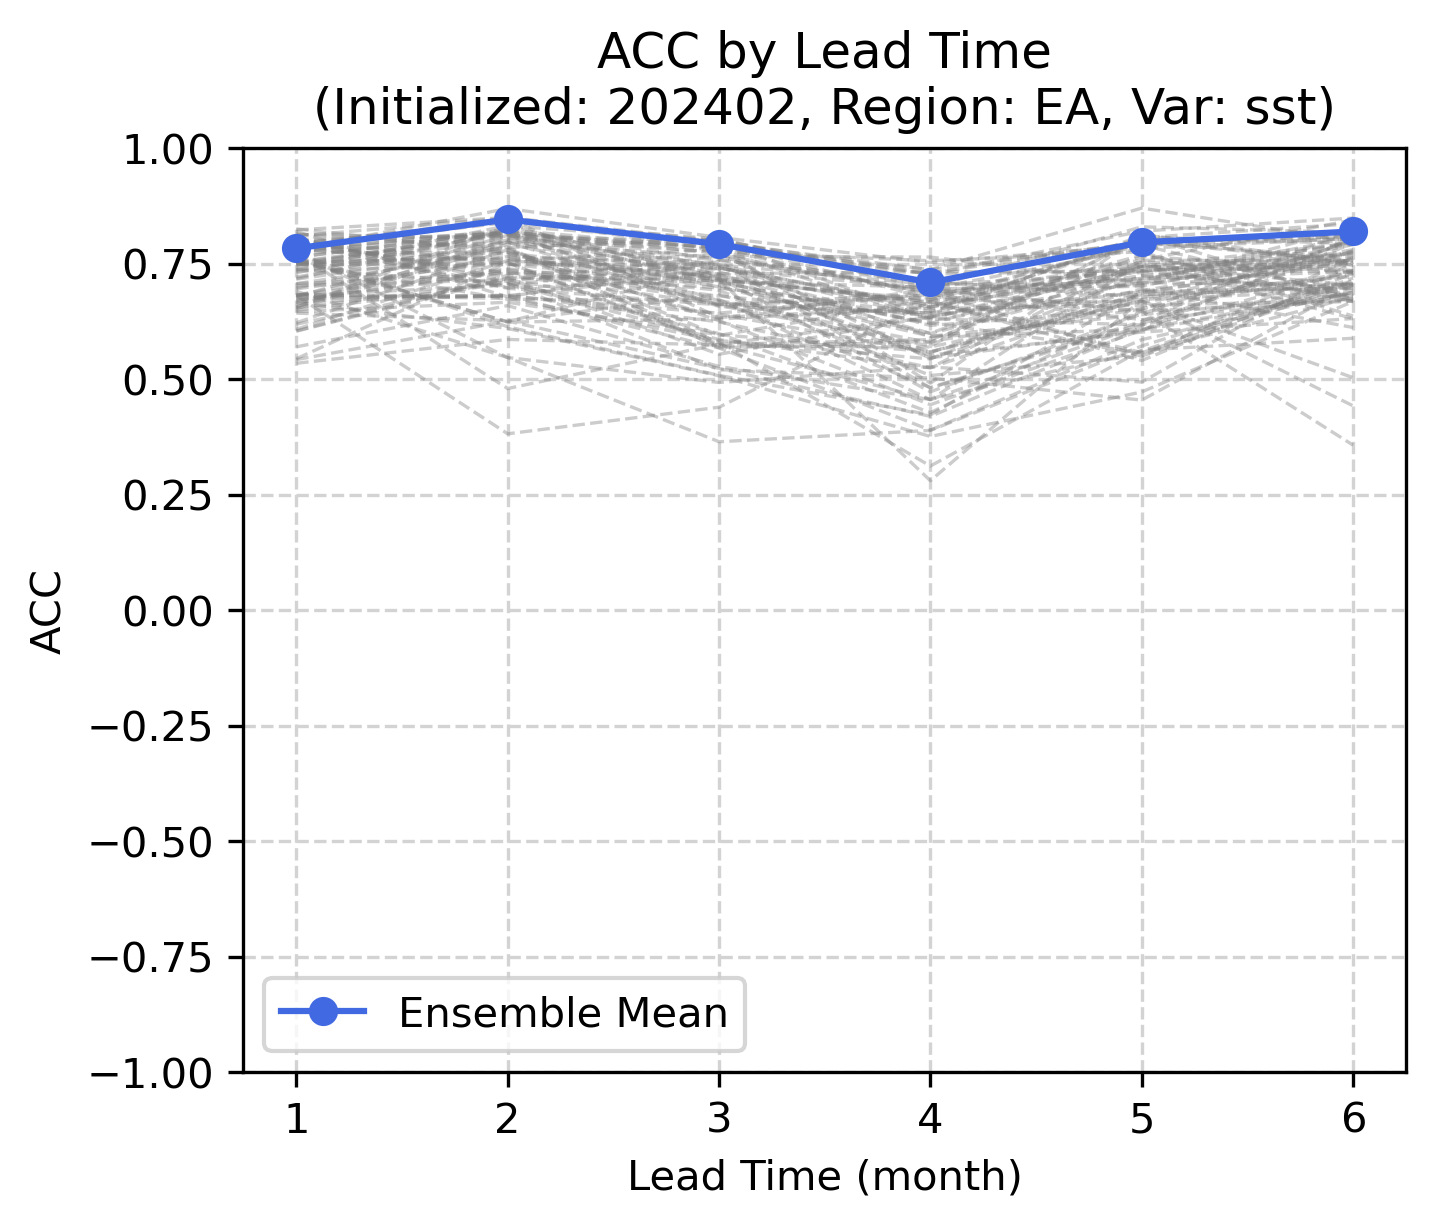 ACC by Lead Time
(Initialized: 202402, Region: EA, Var: sst)
1.00
0.75
0.50
0.25
0.00
−0.25
−0.50
−0.75
−1.00
ACC
Ensemble Mean
1 2 3 4 5 6
Lead Time (month)